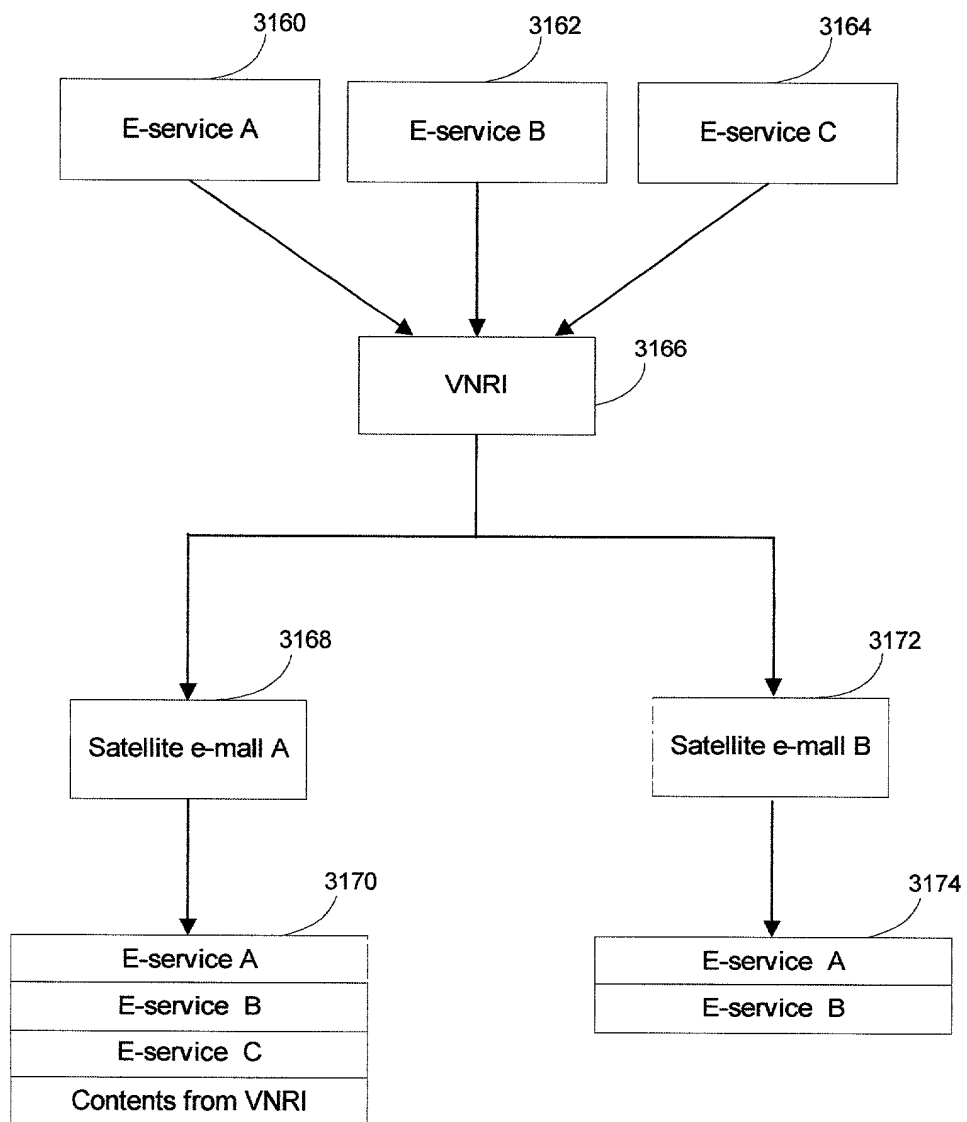 3160
3162
3164
E-service A
E-service B
E-service C
3166
VNRI
3168
3172
Satellite e-mall A
Satellite e-mall B
3170
3174
E-service A
E-service B
E-service C
Contents from VNRI
E-service A
E-service B